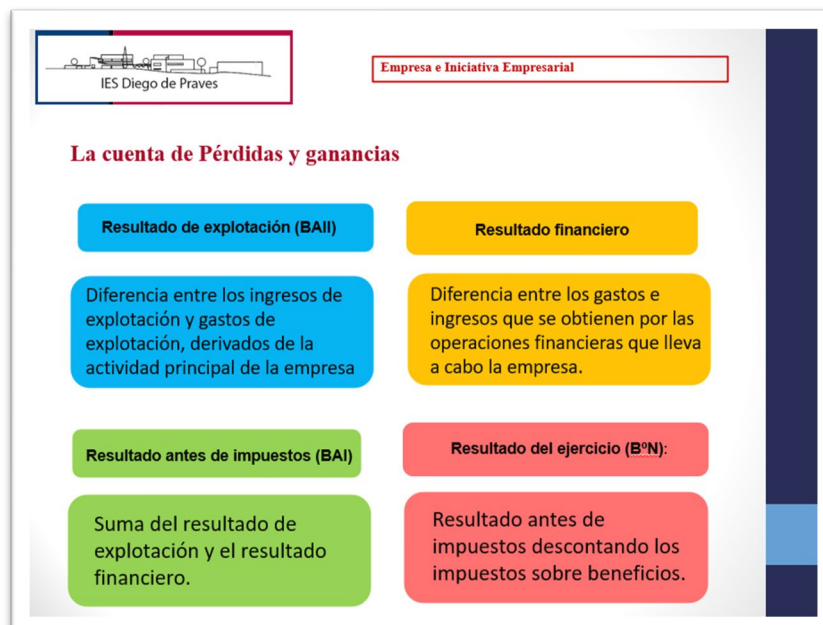 IES Diego de Praves
Empresa e Iniciativa Empresarial
La cuenta de Pérdidas y ganancias
Resultado de explotación (BAII)
Diferencia entre los ingresos de
explotación y gastos de
explotación, derivados de la
actividad principal de la empresa
Resultado financiero
Diferencia entre los gastos e
ingresos que se obtienen por las
operaciones financieras que lleva
a cabo la empresa.
Resultado antes de impuestos (BAI)
Suma del resultado de
explotación y el resultado
financiero.
Resultado del ejercicio (BºN):
Resultado antes de
impuestos descontando los
impuestos sobre beneficios.